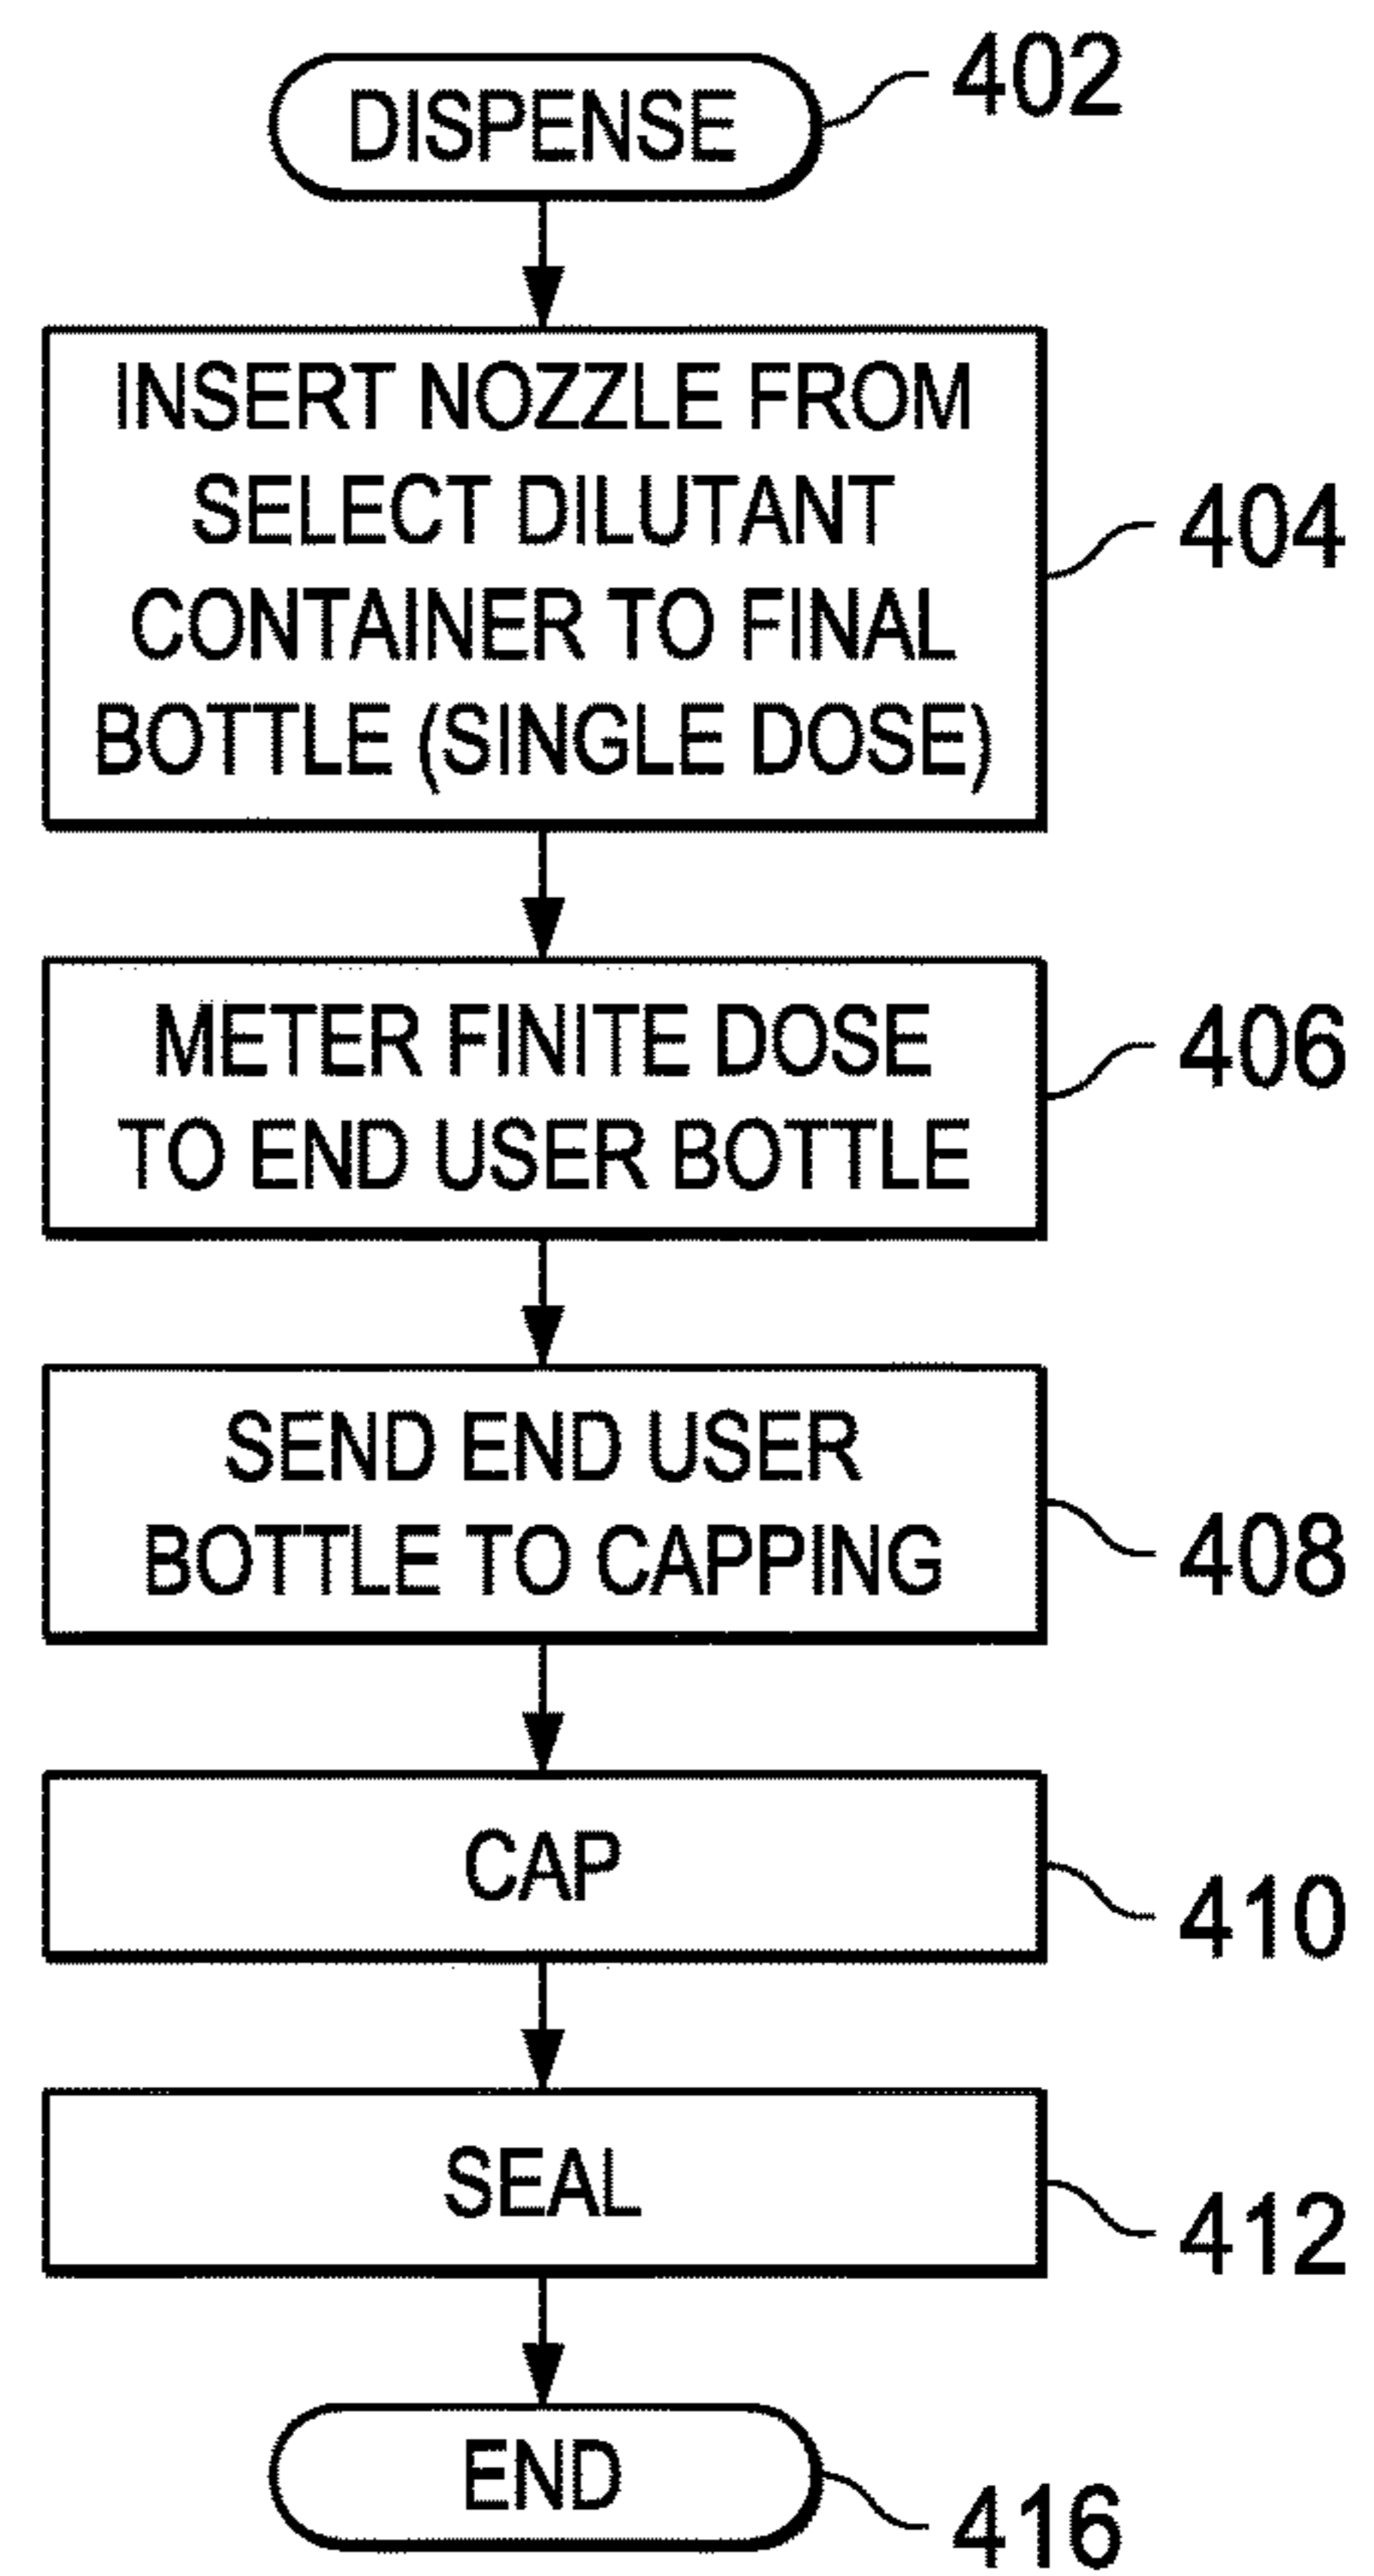 DISPENSE
402
INSERT NOZZLE FROM
SELECT DILUTANT
CONTAINER TO FINAL
BOTTLE (SINGLE DOSE)
404
METER FINITE DOSE
TO END USER BOTTLE
406
SEND END USER
BOTTLE TO CAPPING
408
CAP
410
SEAL
412
END
416